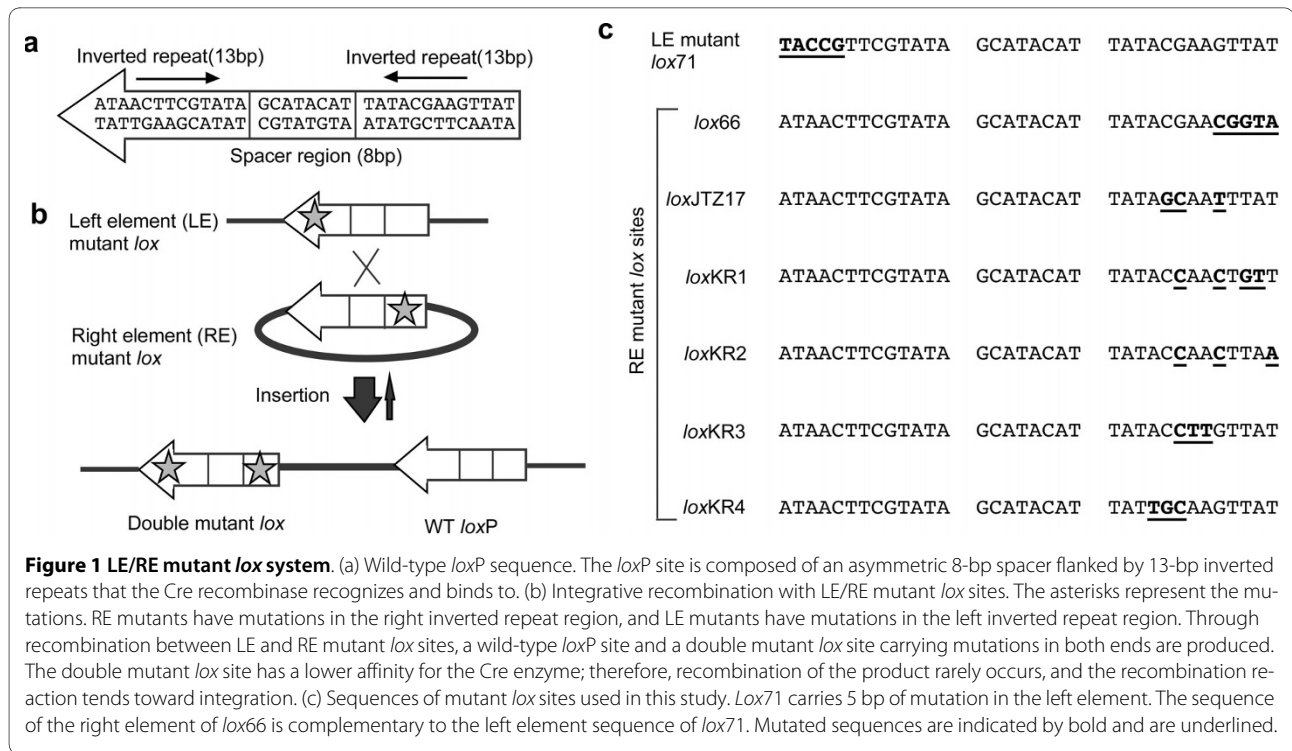 a
Inverted repeat(13bp) Inverted repeat(13bp)
ATAACTTCGTATA GCATACAT TATACGAAGTTAT
TATTGAAGCATAT CGTATGTA ATATGCTTCAATA
Spacer region (8bp)
b
Left element (LE)
mutant lox
Right element (RE)
mutant lox
Insertion
Double mutant lox WT loxP
c
LE mutant
lox71 TACCGTTCGTATA GCATACAT TATACGAAGTTAT
RE mutant lox sites
lox66 ATAACTTCGTATA GCATACAT TATACGAACGGTA
loxJTZ17 ATAACTTCGTATA GCATACAT TATAGCAATTTAT
loxKR1 ATAACTTCGTATA GCATACAT TATACCAACTGTT
loxKR2 ATAACTTCGTATA GCATACAT TATACCAACTTAA
loxKR3 ATAACTTCGTATA GCATACAT TATACCTTGTTAT
loxKR4 ATAACTTCGTATA GCATACAT TATTGCAAGTTAT
Figure 1 LE/RE mutant lox system. (a) Wild-type loxP sequence. The loxP site is composed of an asymmetric 8-bp spacer flanked by 13-bp inverted
repeats that the Cre recombinase recognizes and binds to. (b) Integrative recombination with LE/RE mutant lox sites. The asterisks represent the mu-
tations. RE mutants have mutations in the right inverted repeat region, and LE mutants have mutations in the left inverted repeat region. Through
recombination between LE and RE mutant lox sites, a wild-type loxP site and a double mutant lox site carrying mutations in both ends are produced.
The double mutant lox site has a lower affinity for the Cre enzyme; therefore, recombination of the product rarely occurs, and the recombination re-
action tends toward integration. (c) Sequences of mutant lox sites used in this study. Lox71 carries 5 bp of mutation in the left element. The sequence
of the right element of lox66 is complementary to the left element sequence of lox71. Mutated sequences are indicated by bold and are underlined.